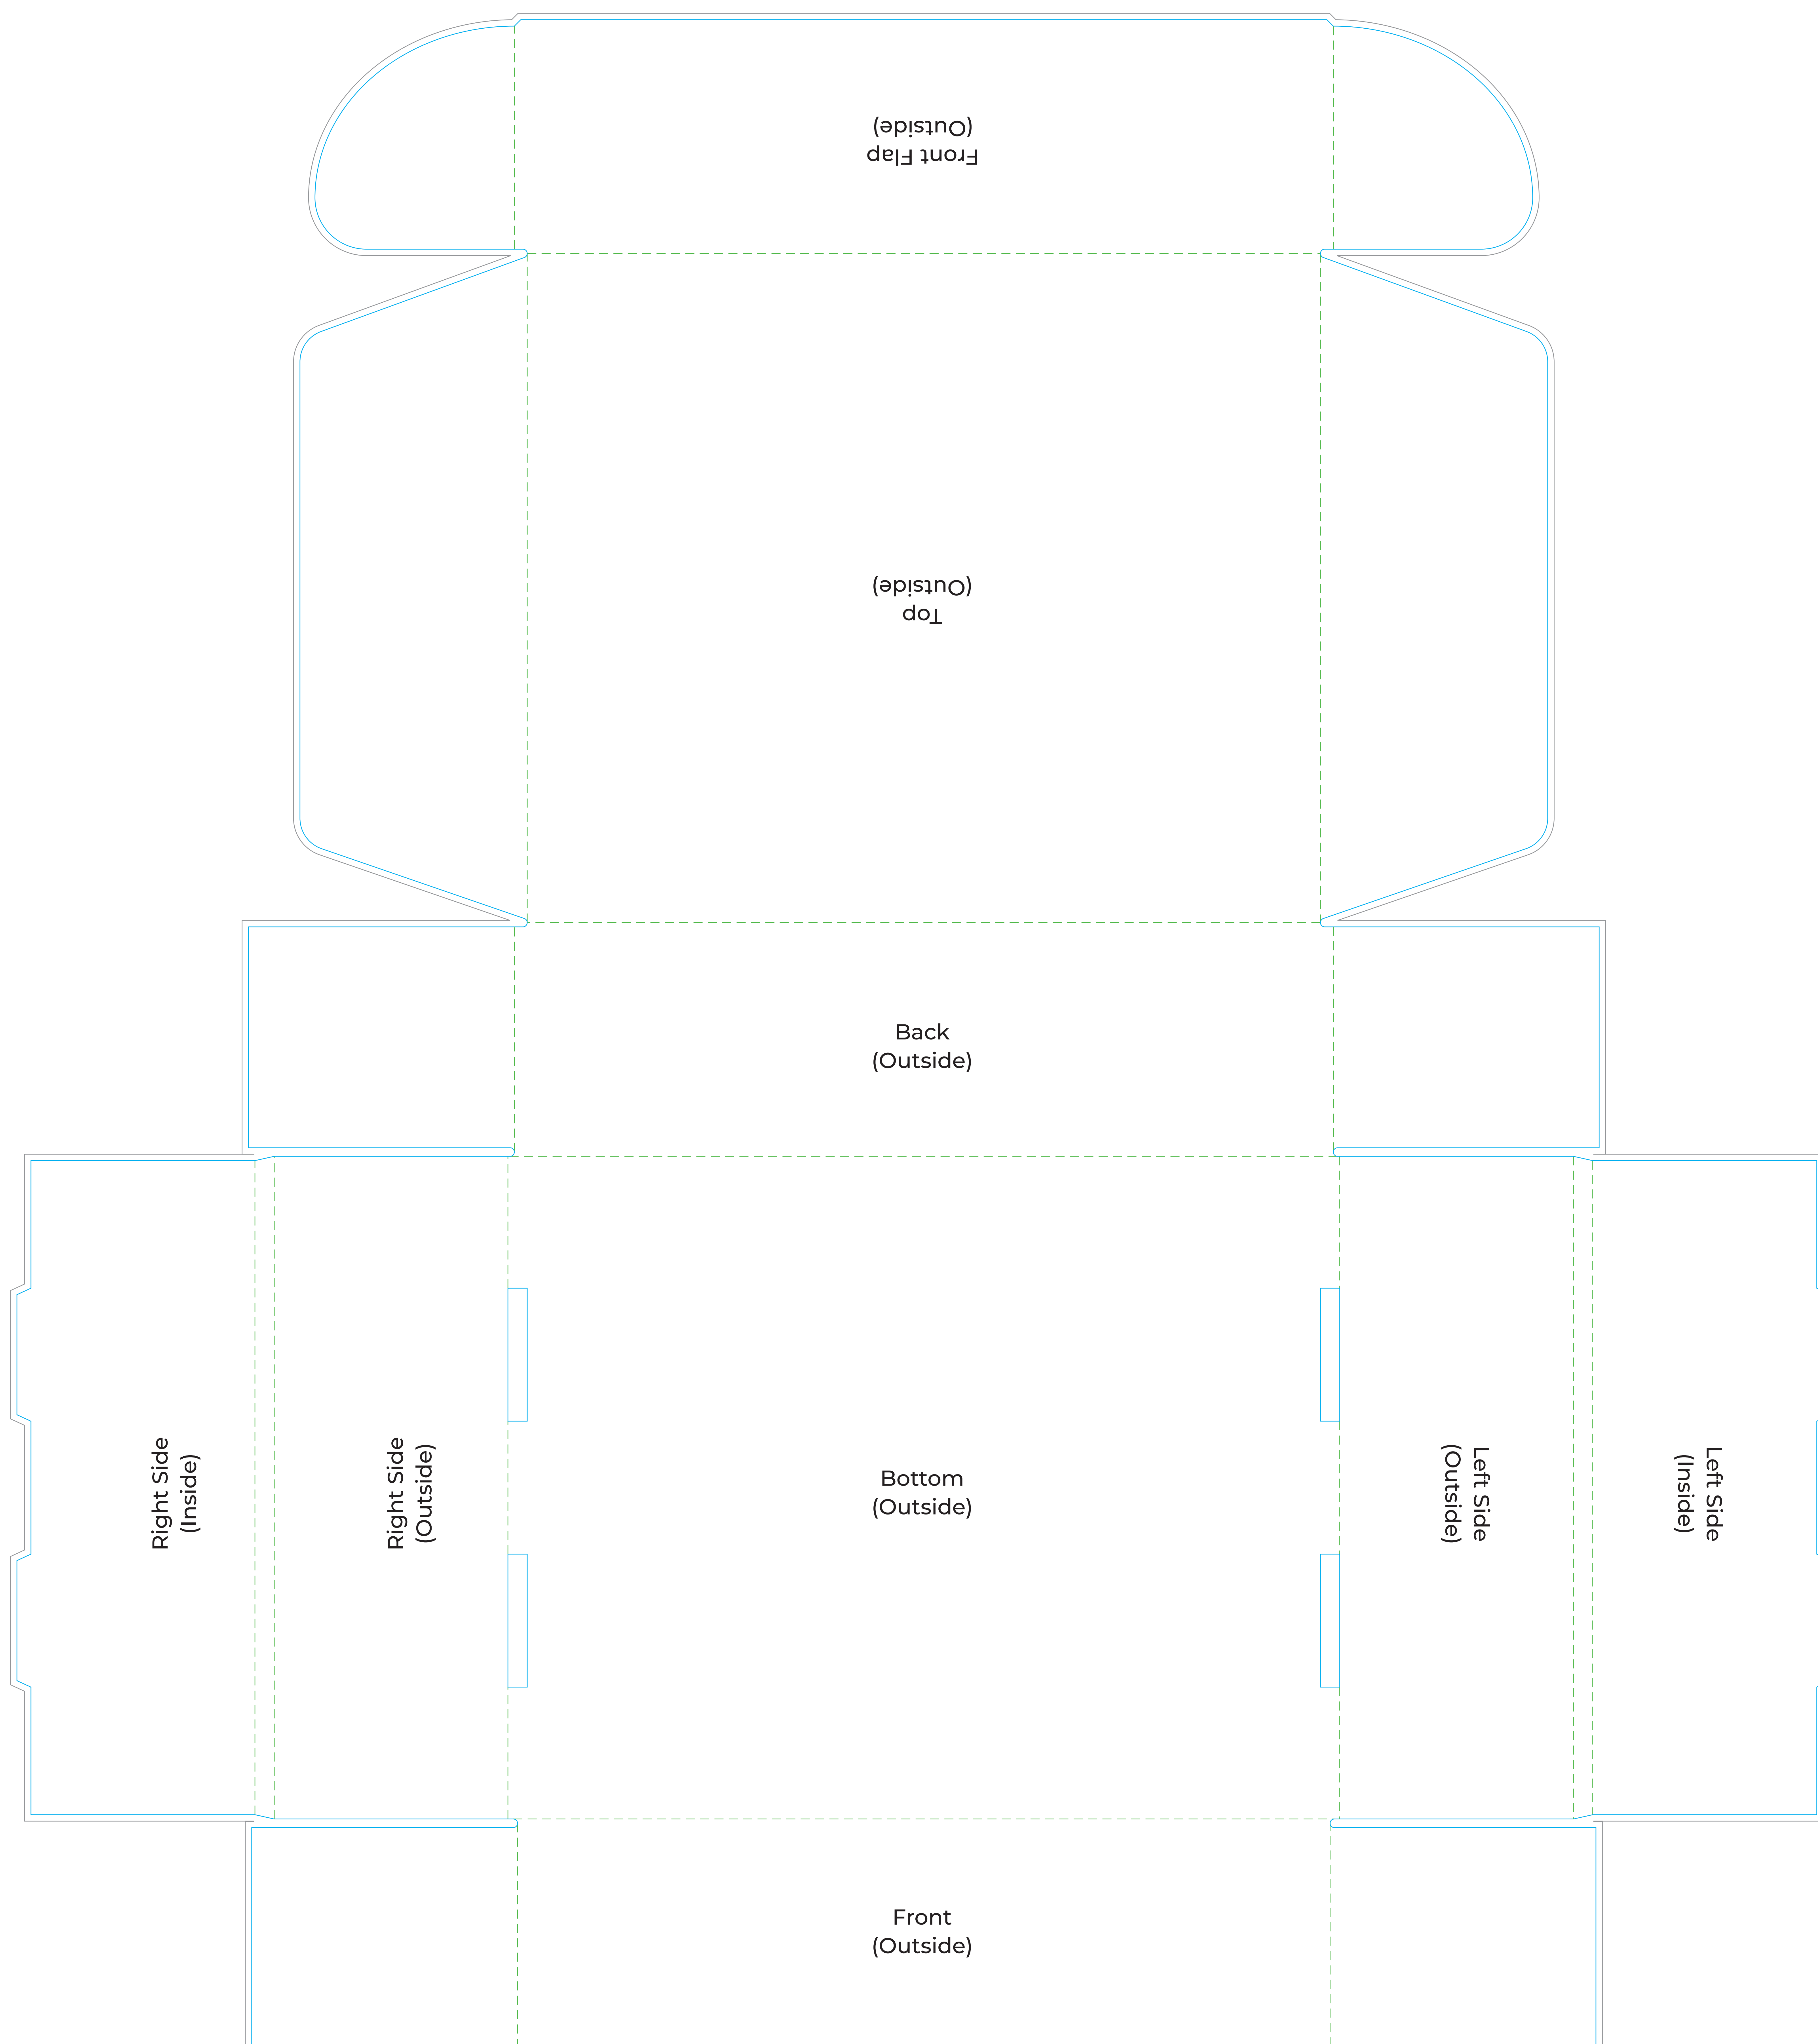 Front Flap
(Outside)
Top
(Outside)
Back
(Outside)
Right Side
(Inside)
Right Side
(Outside)
Bottom
(Outside)
Left Side
(Outside)
Left Side
(Inside)
Front
(Outside)